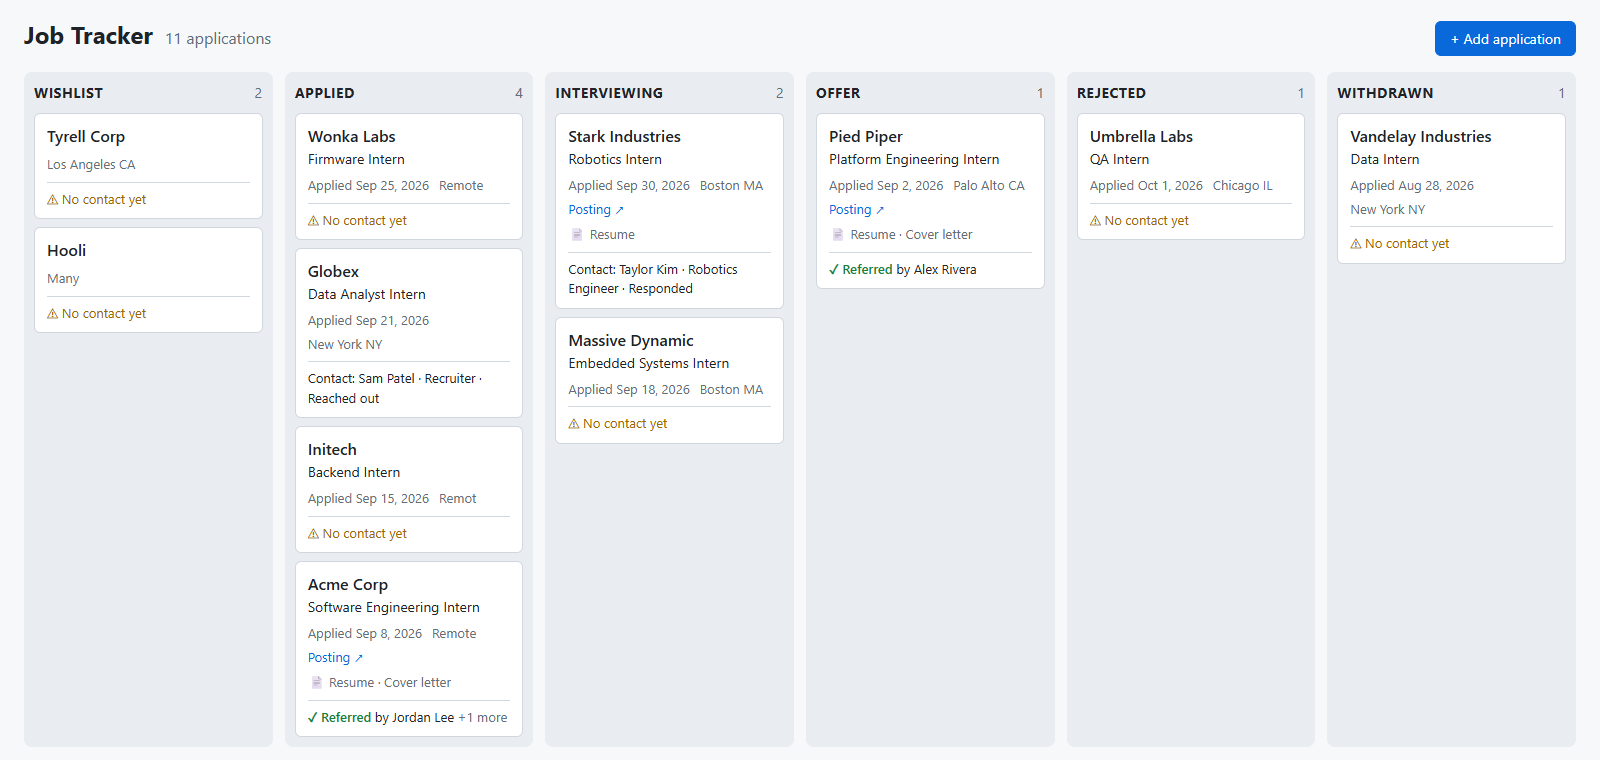 Job Tracker 11 applications
+ Add application
WISHLIST 2
Tyrell Corp
Los Angeles CA
⚠ No contact yet
Hooli
Many
⚠ No contact yet
APPLIED 4
Wonka Labs
Firmware Intern
Applied Sep 25, 2026 Remote
⚠ No contact yet
Globex
Data Analyst Intern
Applied Sep 21, 2026
New York NY
Contact: Sam Patel · Recruiter ·
Reached out
Initech
Backend Intern
Applied Sep 15, 2026 Remot
⚠ No contact yet
Acme Corp
Software Engineering Intern
Applied Sep 8, 2026 Remote
Posting ↗
Resume · Cover letter
✓ Referred by Jordan Lee +1 more
INTERVIEWING 2
Stark Industries
Robotics Intern
Applied Sep 30, 2026 Boston MA
Posting ↗
Resume
Contact: Taylor Kim · Robotics
Engineer · Responded
Massive Dynamic
Embedded Systems Intern
Applied Sep 18, 2026 Boston MA
⚠ No contact yet
OFFER 1
Pied Piper
Platform Engineering Intern
Applied Sep 2, 2026 Palo Alto CA
Posting ↗
Resume · Cover letter
✓ Referred by Alex Rivera
REJECTED 1
Umbrella Labs
QA Intern
Applied Oct 1, 2026 Chicago IL
⚠ No contact yet
WITHDRAWN 1
Vandelay Industries
Data Intern
Applied Aug 28, 2026
New York NY
⚠ No contact yet